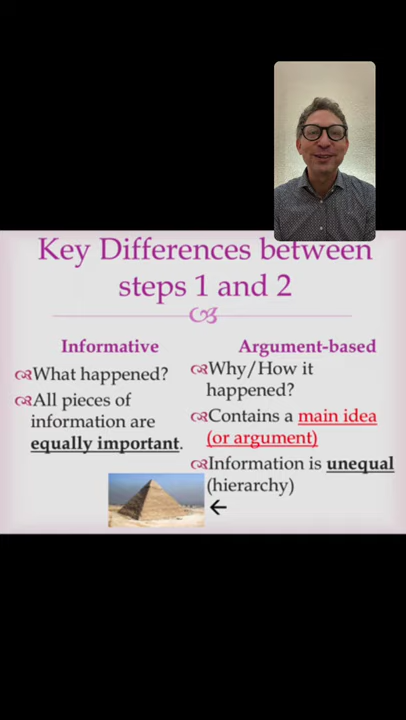 Key Differences between
steps 1 and 2
Informative
What happened?
All pieces of
information are
equally important.
Argument-based
Why/How it
happened?
Contains a main idea
(or argument)
Information is unequal
(hierarchy)